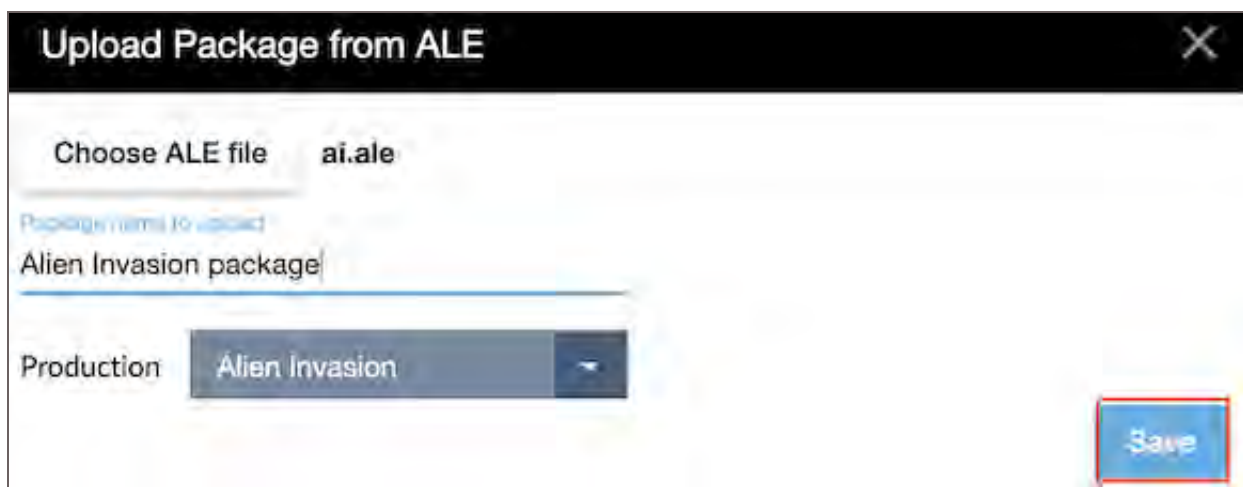 Upload Package from ALE
Choose ALE file ai.ale
Package name to upload
Alien Invasion package
Production Alien Invasion
Save